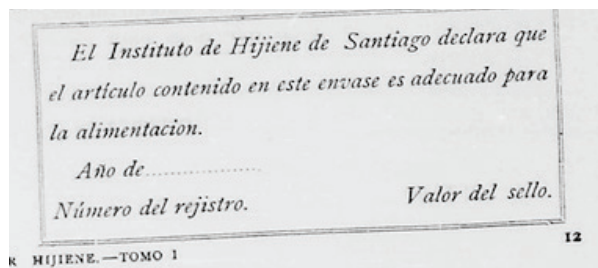 El Instituto de Hijiene de Santiago declara que
el artículo contenido en este envase es adecuado para
la alimentacion.
Año de....................
Número del rejistro. Valor del sello.
R HIJIENE.—TOMO I 12